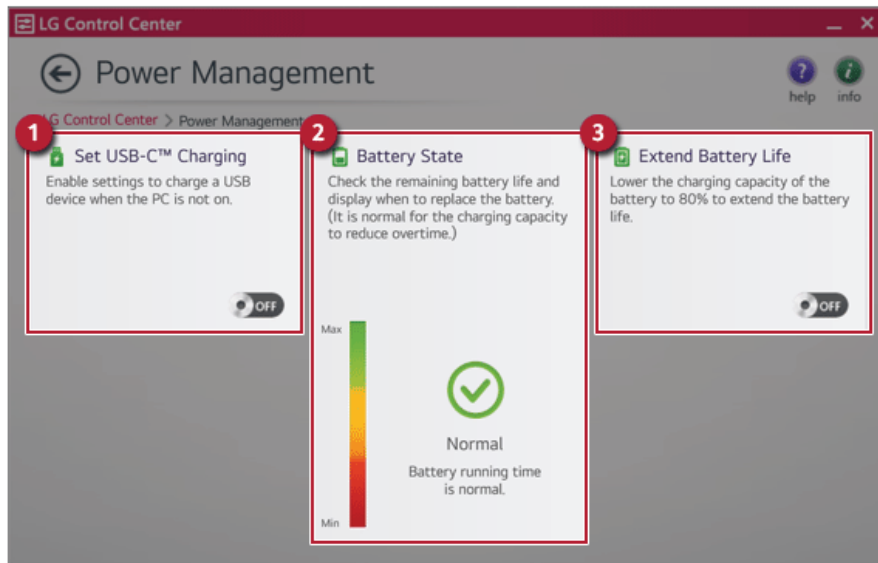 LG Control Center
Power Management
help
info
LG Control Center > Power Management
1
Set USB-C™ Charging
Enable settings to charge a USB
device when the PC is not on.
OFF
2
Battery State
Check the remaining battery life and
display when to replace the battery.
(It is normal for the charging capacity
to reduce overtime.)
Max
Normal
Battery running time
is normal.
Min
3
Extend Battery Life
Lower the charging capacity of the
battery to 80% to extend the battery
life.
OFF